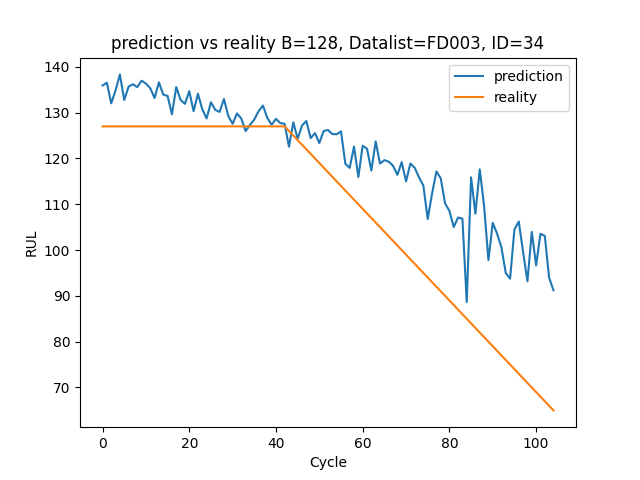 prediction vs reality B=128, Datalist=FD003, ID=34
prediction
reality
140
130
120
110
100
90
80
70
RUL
0 20 40 60 80 100
Cycle